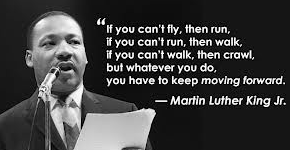 “If you can't fly, then run,
if you can't run, then walk,
if you can't walk, then crawl,
but whatever you do,
you have to keep moving forward.
— Martin Luther King Jr.